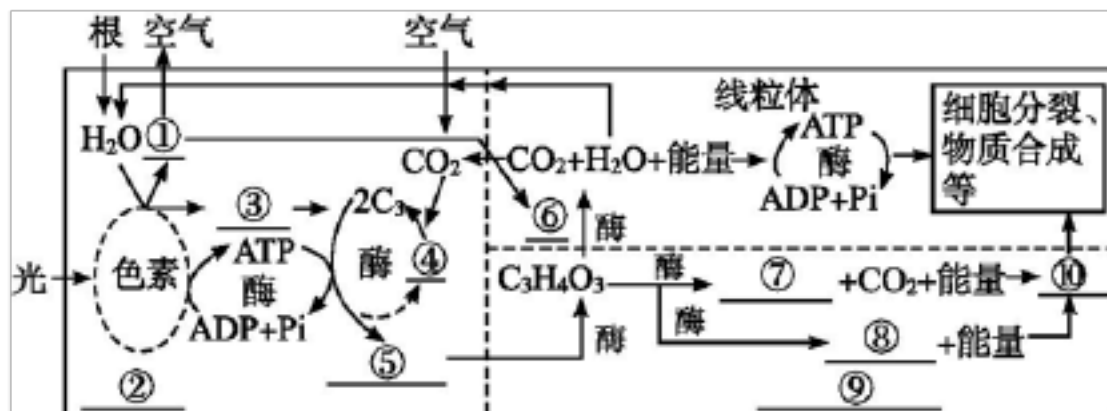 根 空气 空气
线粒体
细胞分裂、
物质合成
等
H₂O ① ATP
酶
ADP+Pi
CO₂ CO₂+H₂O+能量
③ 2C₃ ⑥ 酶
ATP
光 色素 酶 酶 ④
ADP+Pi
C₃H₄O₃ 酶 ⑦ +CO₂+能量 ⑩
酶 酶 ⑧ +能量
② ⑤ ⑨